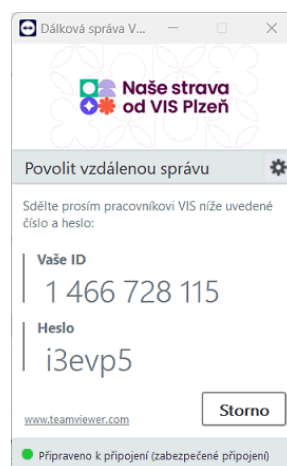 Dálková správa V...
Naše strava
od VIS Plzeň
Povolit vzdálenou správu
Sdělte prosím pracovníkovi VIS níže uvedené
číslo a heslo:
Vaše ID
1 466 728 115
Heslo
i3evp5
www.teamviewer.com
Storno
Připraveno k připojení (zabezpečené připojení)